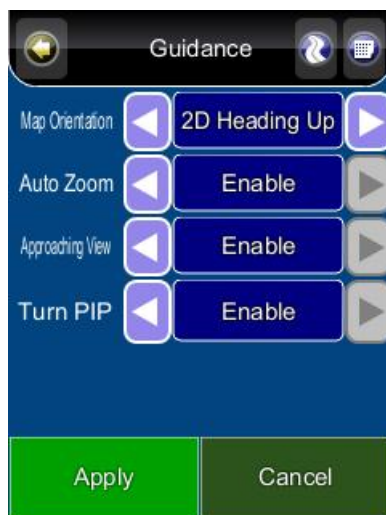 Guidance
Map Orientation 2D Heading Up
Auto Zoom Enable
Approaching View Enable
Turn PIP Enable
Apply Cancel